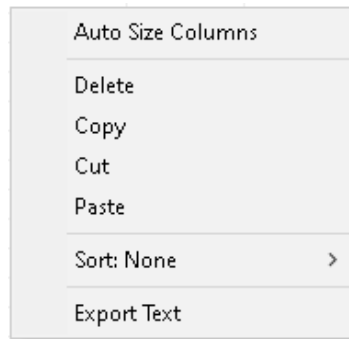 Auto Size Columns
Delete
Copy
Cut
Paste
Sort: None
Export Text